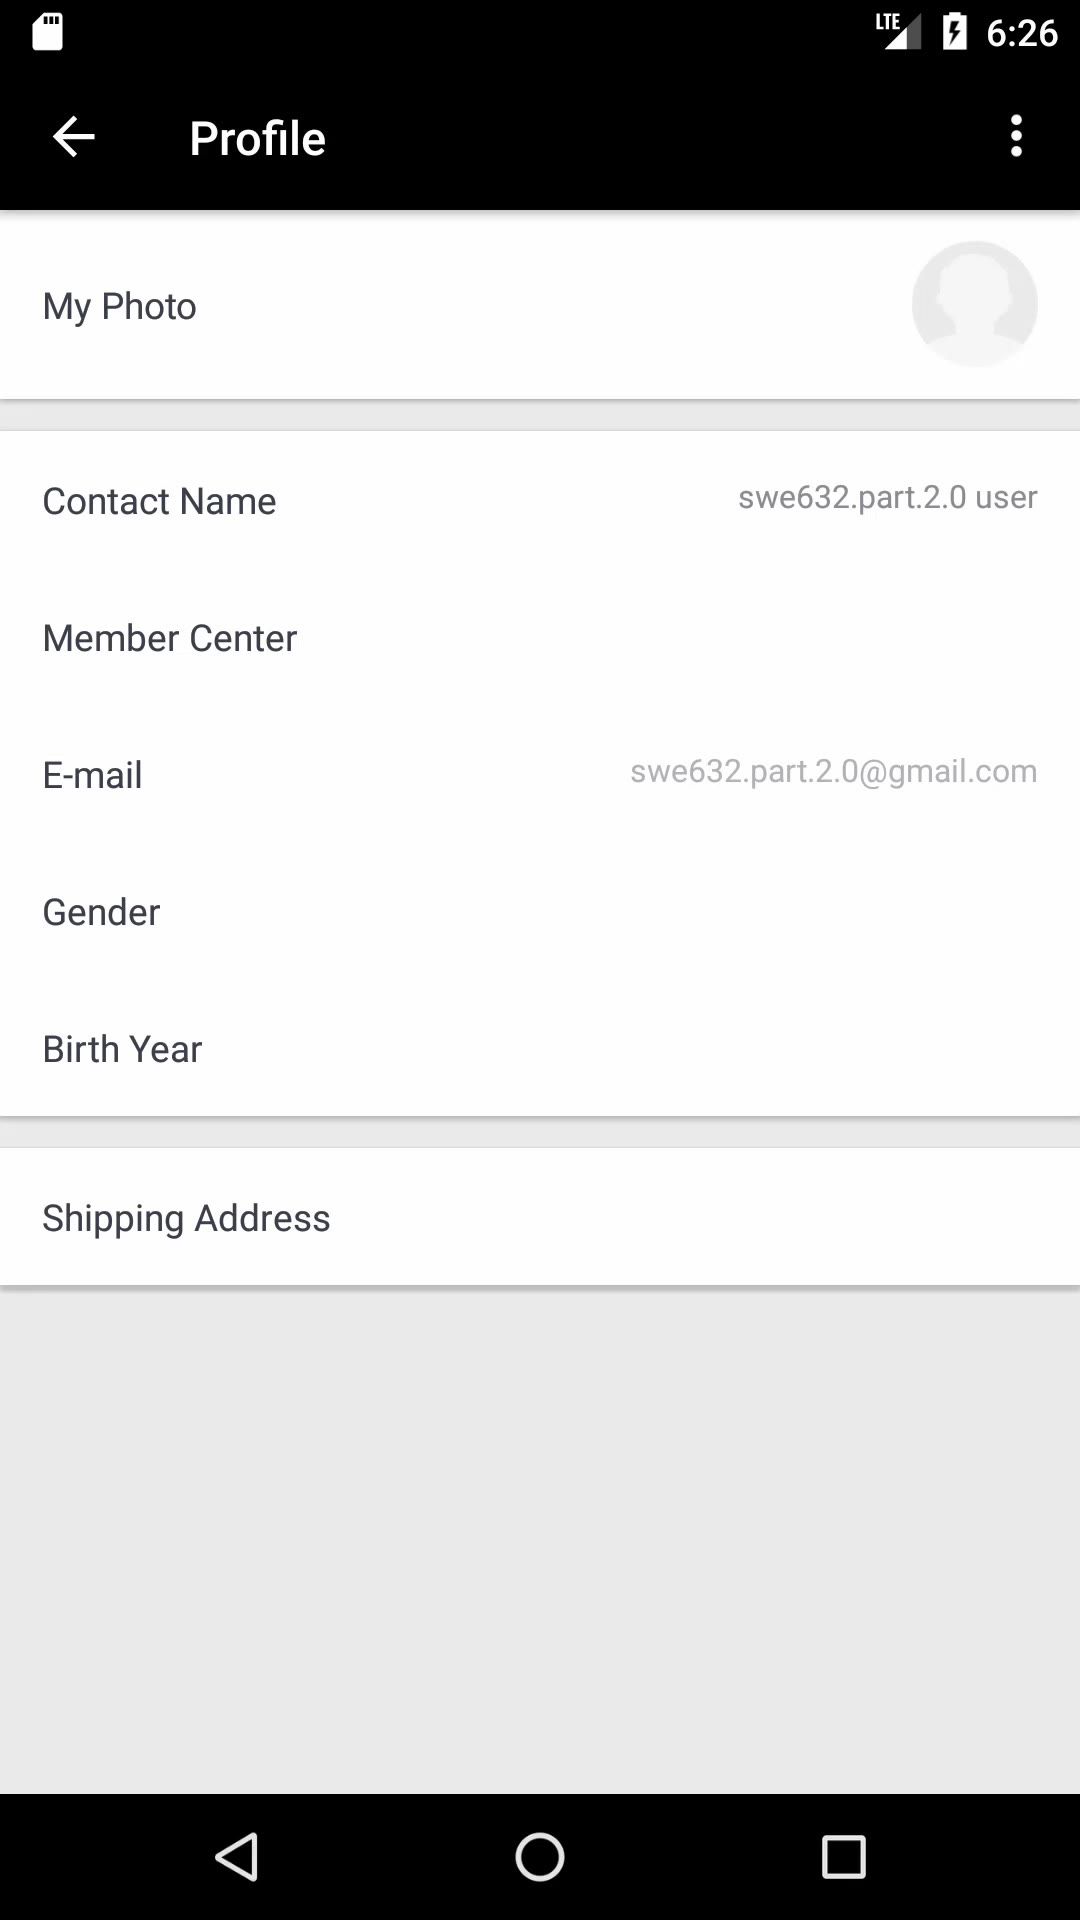 LTE 6:26
Profile
My Photo
Contact Name swe632.part.2.0 user
Member Center
E-mail swe632.part.2.0@gmail.com
Gender
Birth Year
Shipping Address